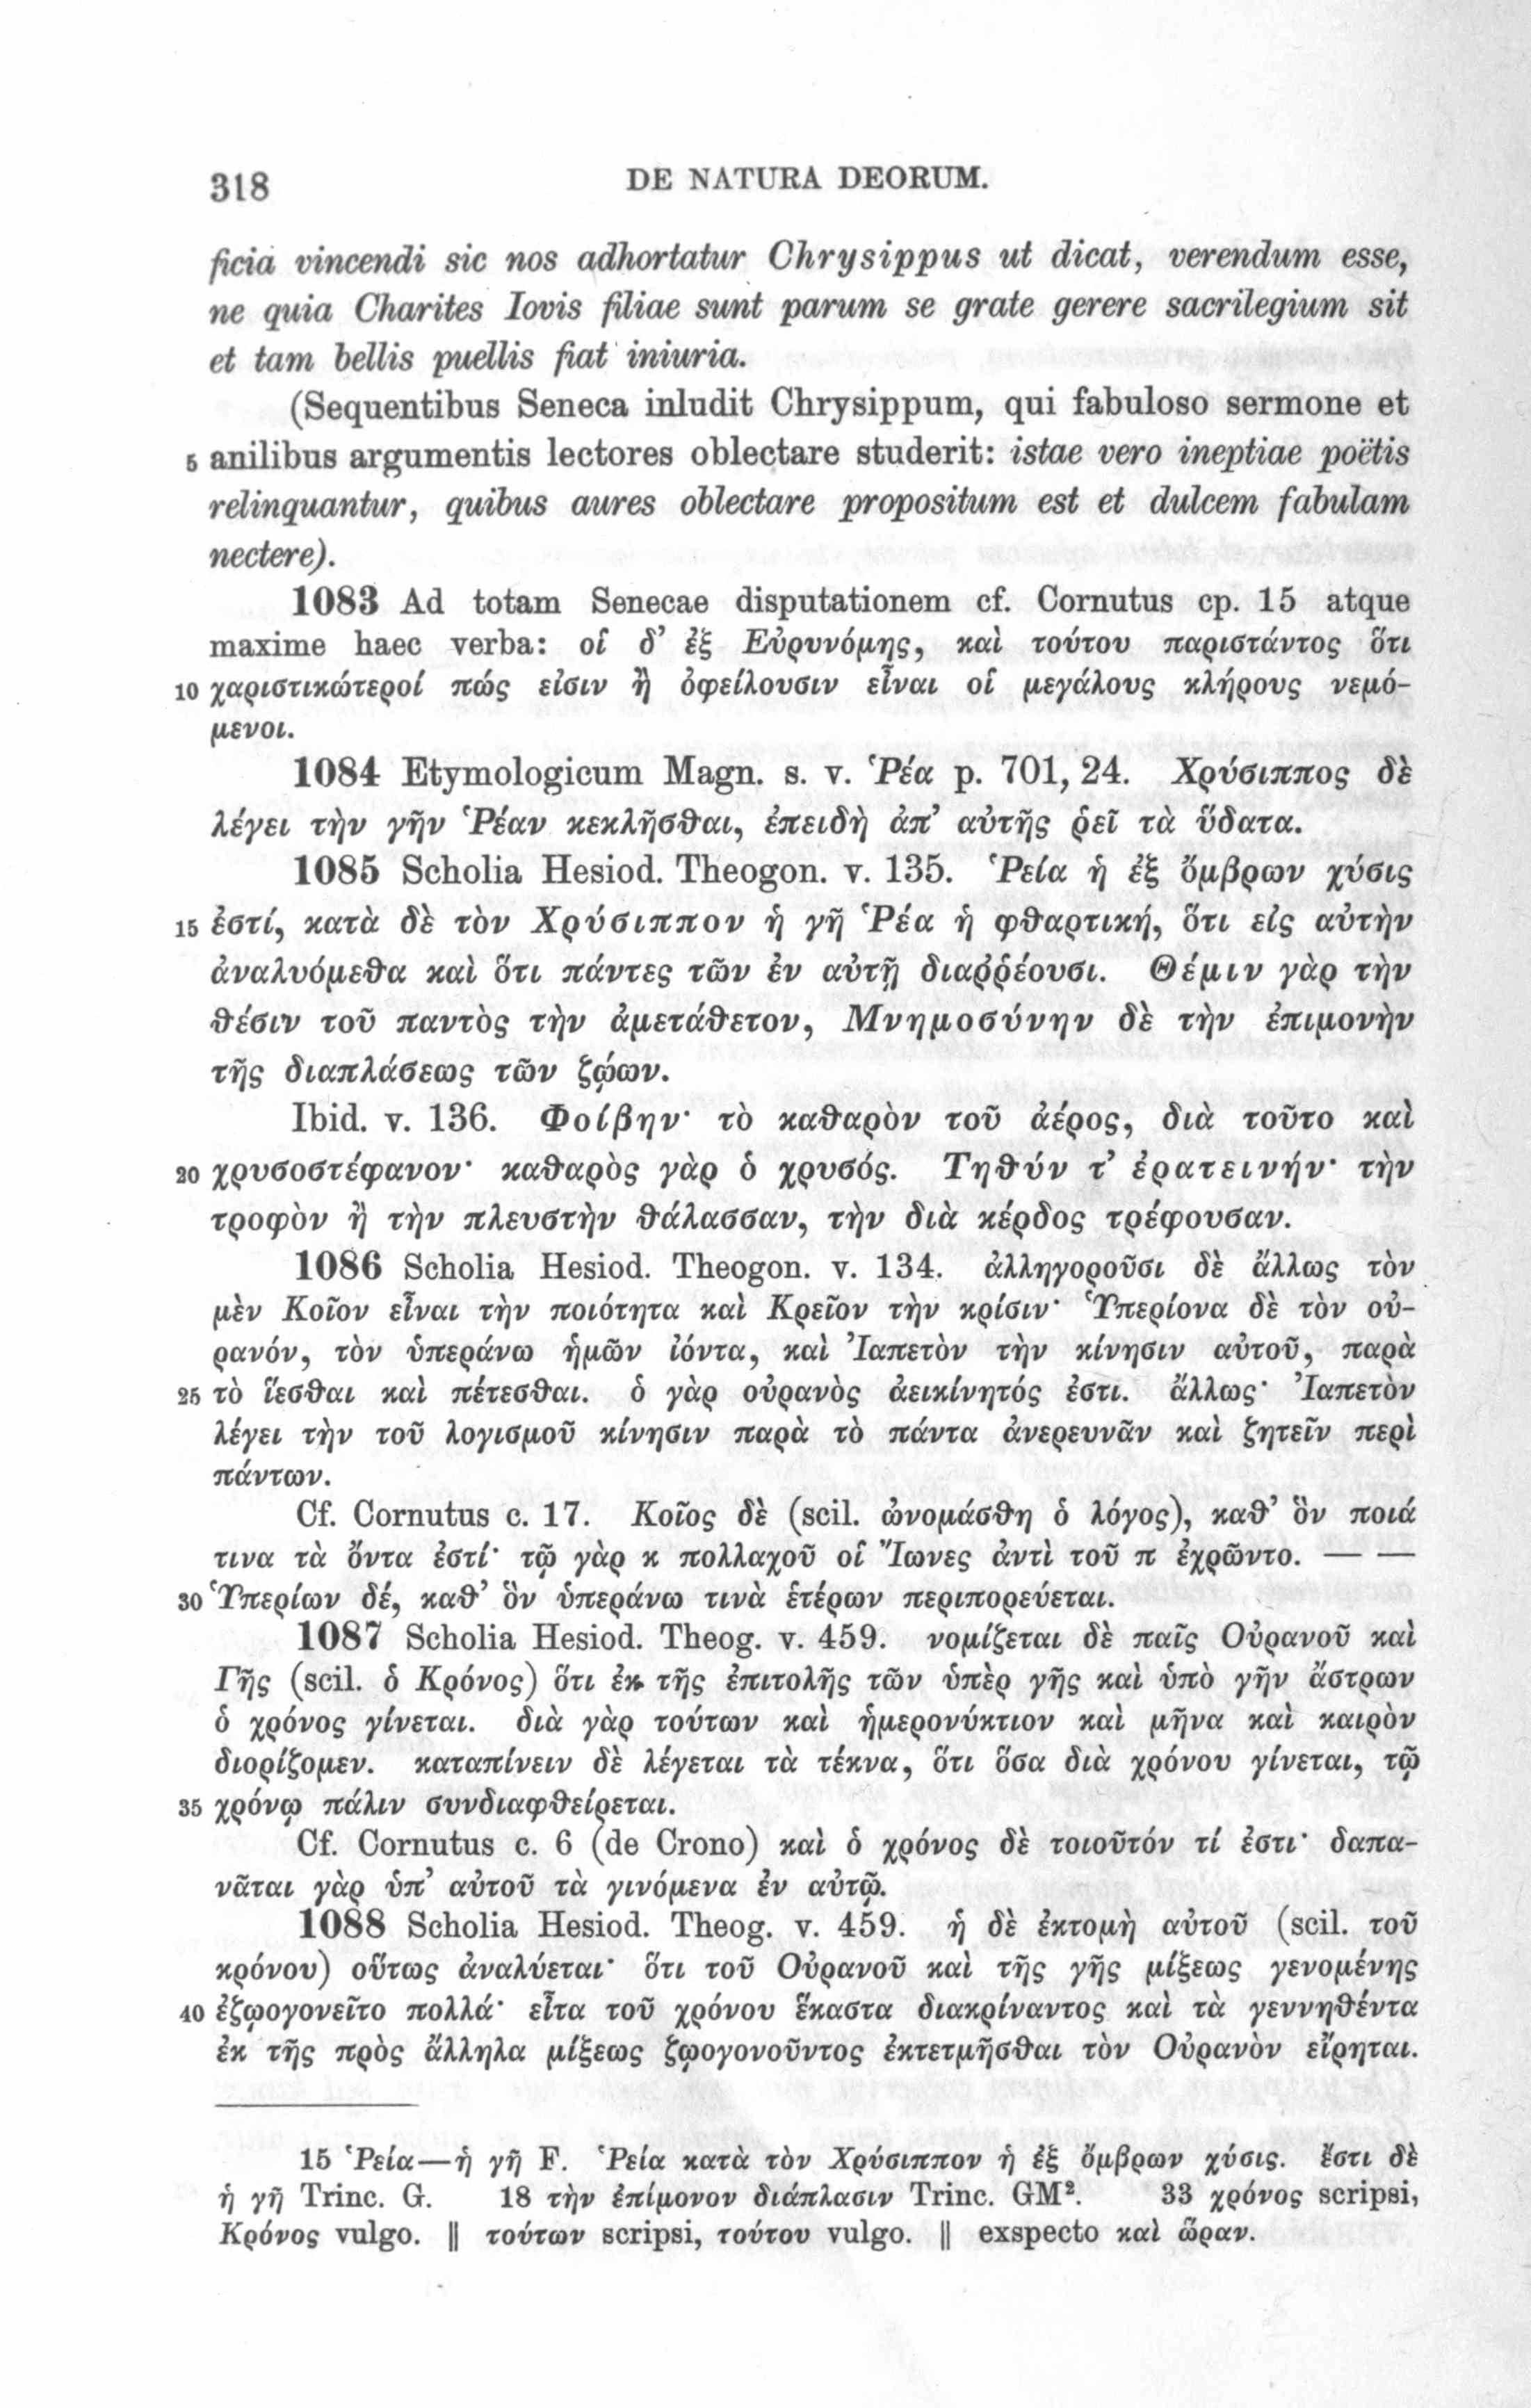 318 DE NATURA DEORUM.
ficia vincendi sic nos adhortatur Chrysippus ut dicat, verendum esse,
ne quia Charites Iovis filiae sunt parum se grate gerere sacrilegium sit
et tam bellis puellis fiat iniuria.
(Sequentibus Seneca inludit Chrysippum, qui fabuloso sermone et
5 anilibus argumentis lectores oblectare studerit: istae vero ineptiae poëtis
relinquantur, quibus aures oblectare propositum est et dulcem fabulam
nectere).
1083 Ad totam Senecae disputationem cf. Cornutus cp. 15 atque
maxime haec verba: οἱ δ’ ἐξ Εὐρυνόμης, καὶ τούτου παριστάντος ὅτι
10 χαριστικώτεροί πώς εἰσιν ἢ ὀφείλουσιν εἶναι οἱ μεγάλους κλήρους νεμό-
μενοι.
1084 Etymologicum Magn. s. v. Ῥέα p. 701, 24. Χρύσιππος δὲ
λέγει τὴν γῆν Ῥέαν κεκλῆσθαι, ἐπειδὴ ἀπ’ αὐτῆς ῥεῖ τὰ ὕδατα.
1085 Scholia Hesiod. Theogon. v. 135. Ῥεία ἡ ἐξ ὄμβρων χύσις
15 ἐστί, κατὰ δὲ τὸν Χρύσιππον ἡ γῆ Ῥέα ἡ φθαρτική, ὅτι εἰς αὐτὴν
ἀναλυόμεθα καὶ ὅτι πάντες τῶν ἐν αὐτῇ διαῤῥέουσι. Θέμιν γὰρ τὴν
θέσιν τοῦ παντὸς τὴν ἀμετάθετον, Μνημοσύνην δὲ τὴν ἐπιμονὴν
τῆς διαπλάσεως τῶν ζῴων.
Ibid. v. 136. Φοίβην· τὸ καθαρὸν τοῦ ἀέρος, διὰ τοῦτο καὶ
20 χρυσοστέφανον· καθαρὸς γὰρ ὁ χρυσός. Τηθύν τ’ ἐρατεινήν· τὴν
τροφὸν ἢ τὴν πλευστὴν θάλασσαν, τὴν διὰ κέρδος τρέφουσαν.
1086 Scholia Hesiod. Theogon. v. 134. ἀλληγοροῦσι δὲ ἄλλως τὸν
μὲν Κοῖον εἶναι τὴν ποιότητα καὶ Κρεῖον τὴν κρίσιν· Ὑπερίονα δὲ τὸν οὐ-
ρανόν, τὸν ὑπεράνω ἡμῶν ἰόντα, καὶ Ἰαπετὸν τὴν κίνησιν αὐτοῦ, παρὰ
25 τὸ ἵεσθαι καὶ πέτεσθαι. ὁ γὰρ οὐρανὸς ἀεικίνητός ἐστι. ἄλλως· Ἰαπετὸν
λέγει τὴν τοῦ λογισμοῦ κίνησιν παρὰ τὸ πάντα ἀνερευνᾶν καὶ ζητεῖν περὶ
πάντων.
Cf. Cornutus c. 17. Κοῖος δὲ (scil. ὠνομάσθη ὁ λόγος), καθ’ ὃν ποιά
τινα τὰ ὄντα ἐστί· τῷ γὰρ κ πολλαχοῦ οἱ Ἴωνες ἀντὶ τοῦ π ἐχρῶντο. — —
30 Ὑπερίων δέ, καθ’ ὃν ὑπεράνω τινὰ ἑτέρων περιπορεύεται.
1087 Scholia Hesiod. Theog. v. 459. νομίζεται δὲ παῖς Οὐρανοῦ καὶ
Γῆς (scil. ὁ Κρόνος) ὅτι ἐκ τῆς ἐπιτολῆς τῶν ὑπὲρ γῆς καὶ ὑπὸ γῆν ἄστρων
ὁ χρόνος γίνεται. διὰ γὰρ τούτων καὶ ἡμερονύκτιον καὶ μῆνα καὶ καιρὸν
διορίζομεν. καταπίνειν δὲ λέγεται τὰ τέκνα, ὅτι ὅσα διὰ χρόνου γίνεται, τῷ
35 χρόνῳ πάλιν συνδιαφθείρεται.
Cf. Cornutus c. 6 (de Crono) καὶ ὁ χρόνος δὲ τοιοῦτόν τί ἐστι· δαπα-
νᾶται γὰρ ὑπ’ αὐτοῦ τὰ γινόμενα ἐν αὐτῷ.
1088 Scholia Hesiod. Theog. v. 459. ἡ δὲ ἐκτομὴ αὐτοῦ (scil. τοῦ
κρόνου) οὕτως ἀναλύεται· ὅτι τοῦ Οὐρανοῦ καὶ τῆς γῆς μίξεως γενομένης
40 ἐζῳογονεῖτο πολλά· εἶτα τοῦ χρόνου ἕκαστα διακρίναντος καὶ τὰ γεννηθέντα
ἐκ τῆς πρὸς ἄλληλα μίξεως ζῳογονοῦντος ἐκτετμῆσθαι τὸν Οὐρανὸν εἴρηται.
15 Ῥεία—ἡ γῆ F. Ῥεία κατὰ τὸν Χρύσιππον ἡ ἐξ ὄμβρων χύσις. ἔστι δὲ
ἡ γῆ Trinc. G. 18 τὴν ἐπίμονον διάπλασιν Trinc. GM². 33 χρόνος scripsi,
Κρόνος vulgo. || τούτων scripsi, τούτου vulgo. || exspecto καὶ ὥραν.